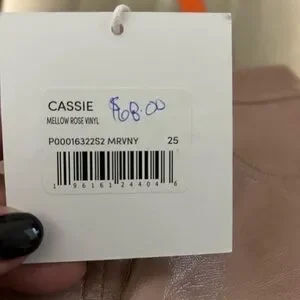 CASSIE $68.00
MELLOW ROSE VINYL
P00016322S2 MRVNY 25
1 96161 24404 6